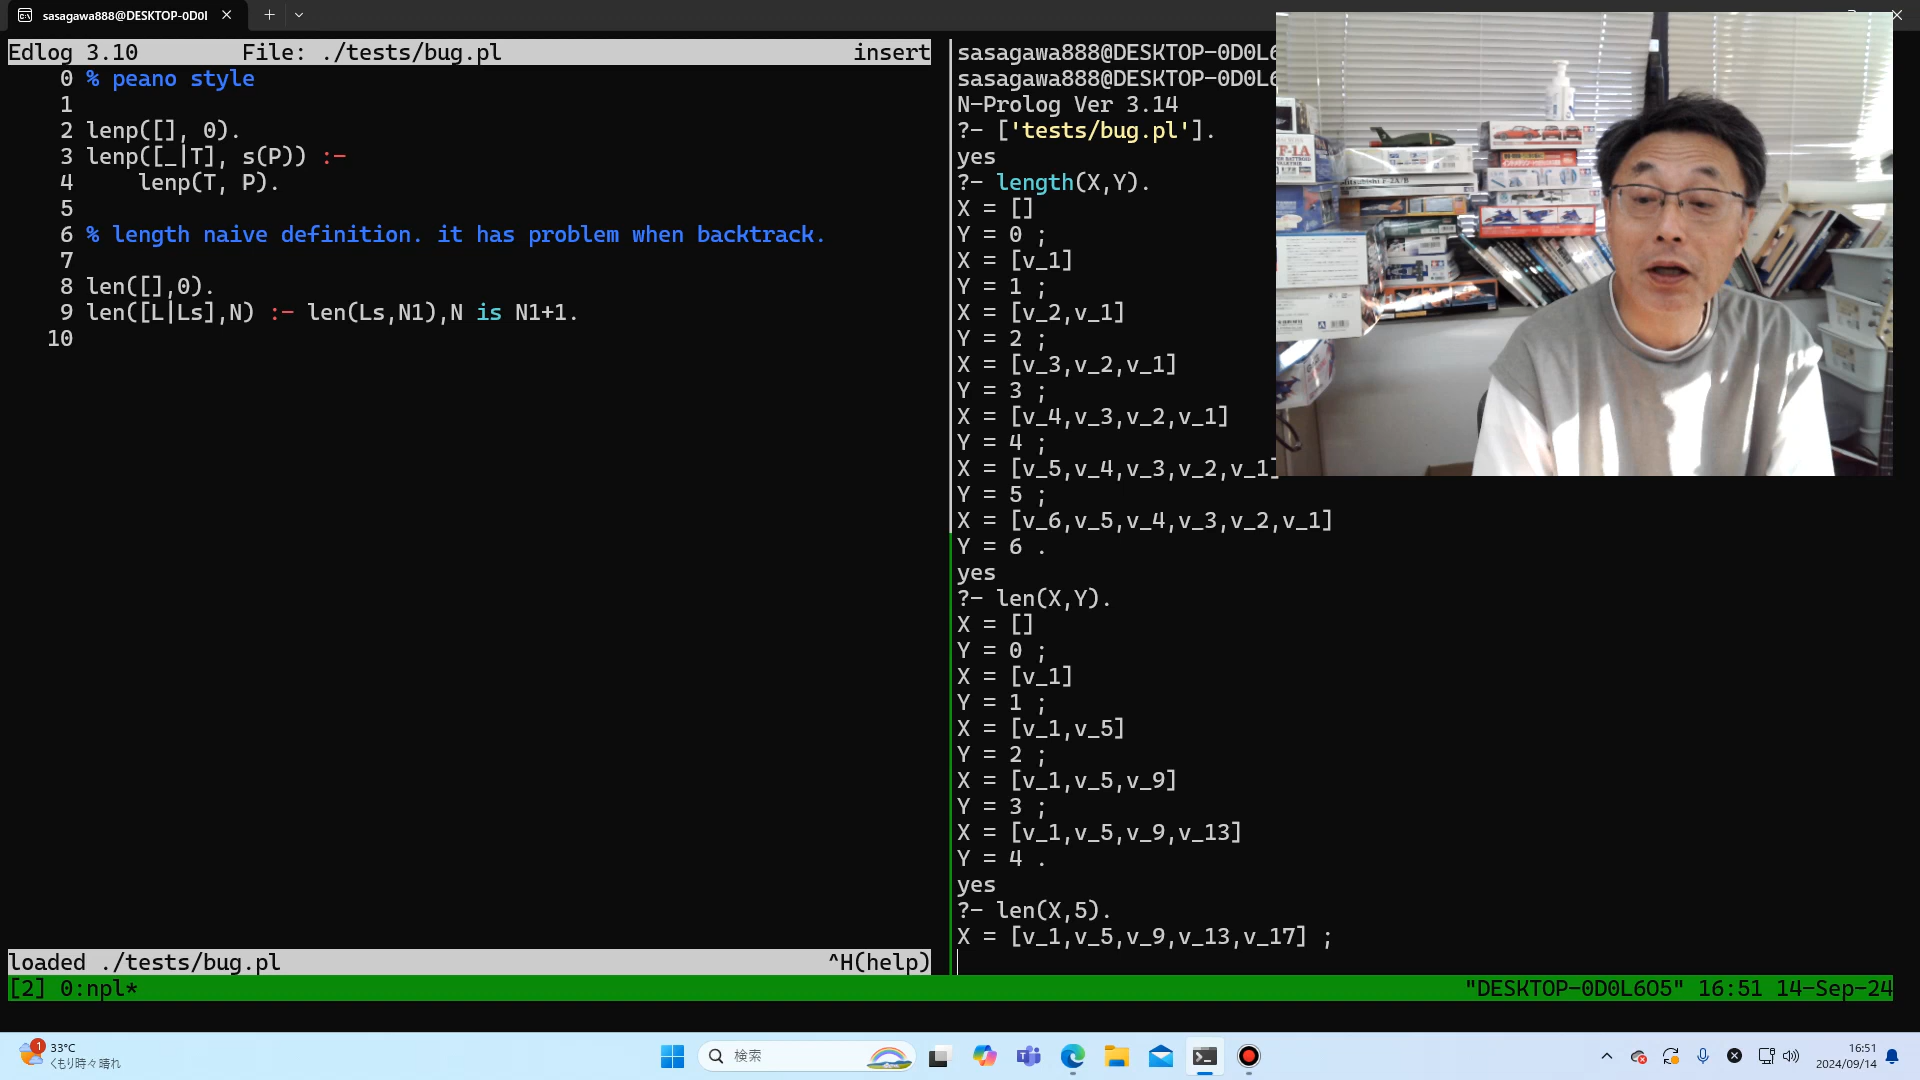 sasagawa888@DESKTOP-0D0l
Edlog 3.10 File: ./tests/bug.pl insert
0 % peano style
1
2 lenp([], 0).
3 lenp([_|T], s(P)) :-
4 lenp(T, P).
5
6 % length naive definition. it has problem when backtrack.
7
8 len([],0).
9 len([L|Ls],N) :- len(Ls,N1),N is N1+1.
10
loaded ./tests/bug.pl ^H(help)
sasagawa888@DESKTOP-0D0L6
sasagawa888@DESKTOP-0D0L6
N-Prolog Ver 3.14
?- ['tests/bug.pl'].
yes
?- length(X,Y).
X = []
Y = 0 ;
X = [v_1]
Y = 1 ;
X = [v_2,v_1]
Y = 2 ;
X = [v_3,v_2,v_1]
Y = 3 ;
X = [v_4,v_3,v_2,v_1]
Y = 4 ;
X = [v_5,v_4,v_3,v_2,v_1]
Y = 5 ;
X = [v_6,v_5,v_4,v_3,v_2,v_1]
Y = 6 .
yes
?- len(X,Y).
X = []
Y = 0 ;
X = [v_1]
Y = 1 ;
X = [v_1,v_5]
Y = 2 ;
X = [v_1,v_5,v_9]
Y = 3 ;
X = [v_1,v_5,v_9,v_13]
Y = 4 .
yes
?- len(X,5).
X = [v_1,v_5,v_9,v_13,v_17] ;
[2] 0:npl* "DESKTOP-0D0L6O5" 16:51 14-Sep-24
1
33°C
くもり時々晴れ
検索
16:51
2024/09/14